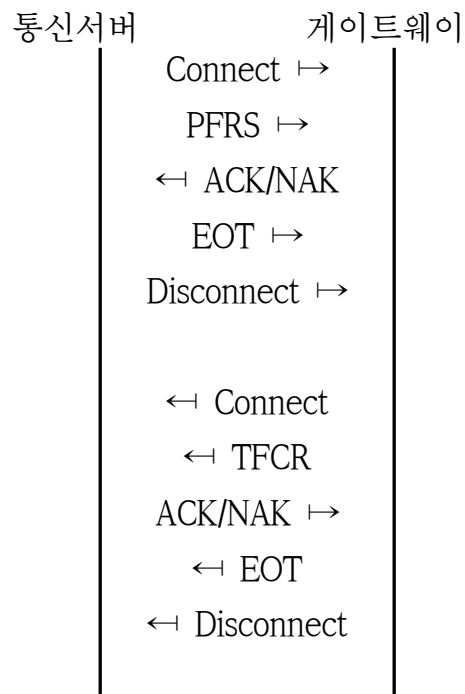 통신서버 게이트웨이
Connect ↦
PFRS ↦
↤ ACK/NAK
EOT ↦
Disconnect ↦
↤ Connect
↤ TFCR
ACK/NAK ↦
↤ EOT
↤ Disconnect